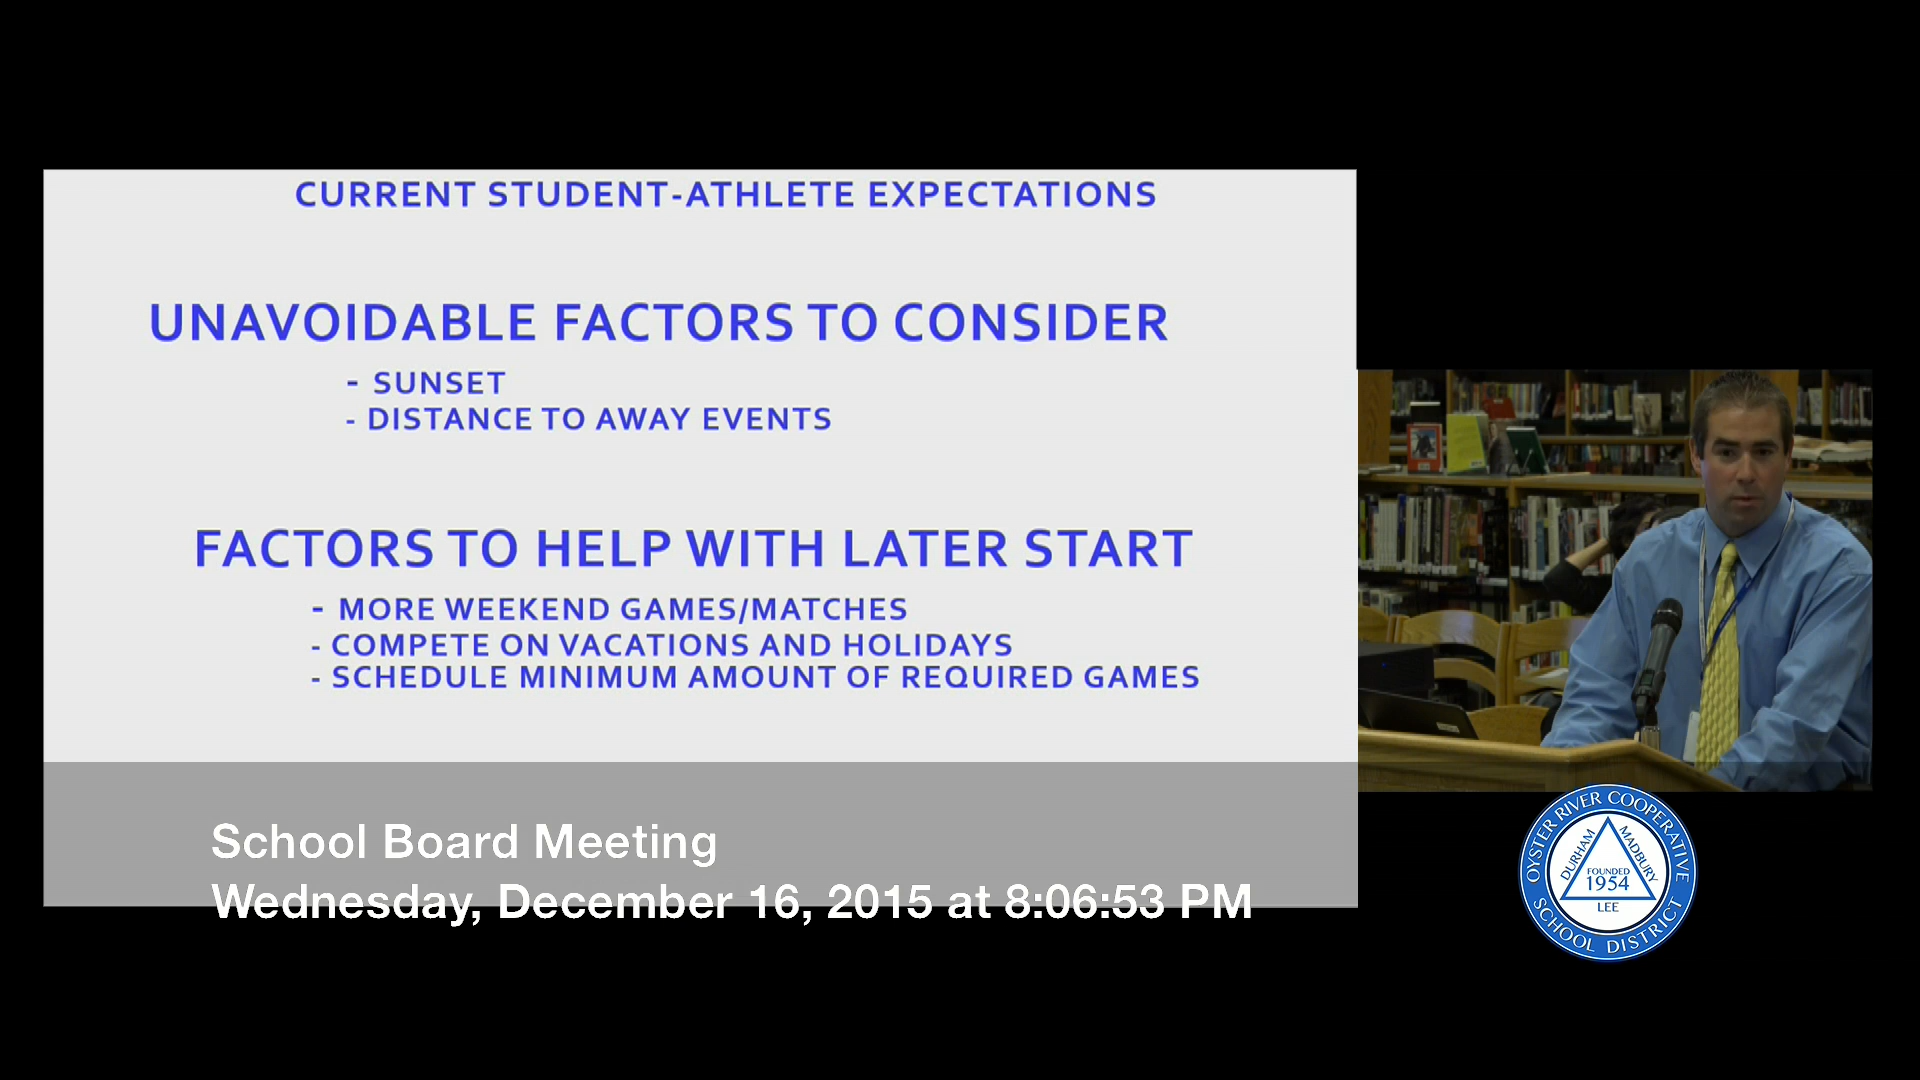 CURRENT STUDENT-ATHLETE EXPECTATIONS
UNAVOIDABLE FACTORS TO CONSIDER
- SUNSET
- DISTANCE TO AWAY EVENTS
FACTORS TO HELP WITH LATER START
- MORE WEEKEND GAMES/MATCHES
- COMPETE ON VACATIONS AND HOLIDAYS
- SCHEDULE MINIMUM AMOUNT OF REQUIRED GAMES
School Board Meeting
Wednesday, December 16, 2015 at 8:06:53 PM
OYSTER RIVER COOPERATIVE
SCHOOL DISTRICT
DURHAM
MADBURY
FOUNDED
1954
LEE